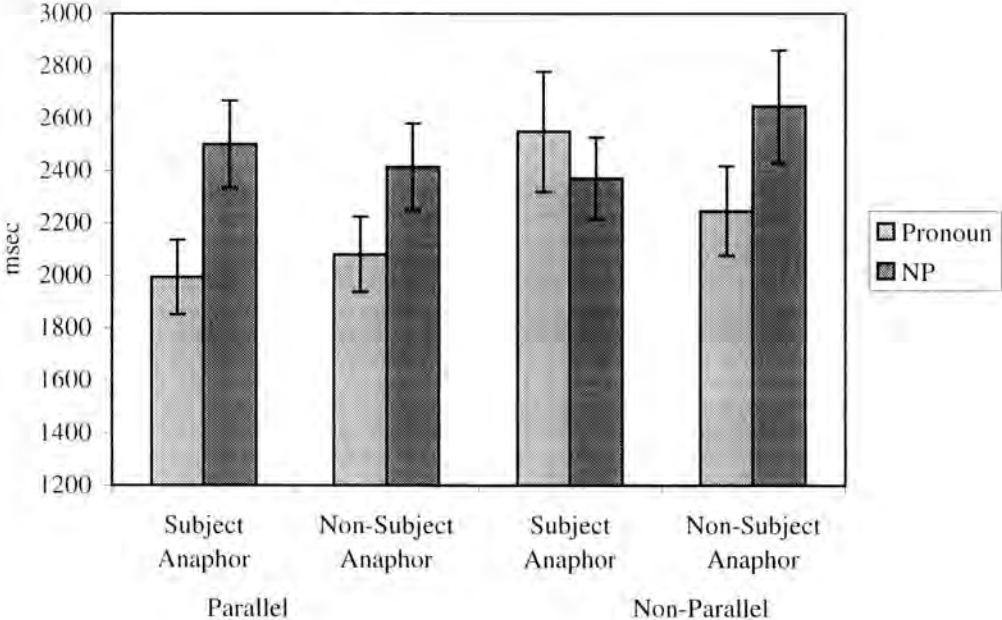 3000
2800
2600
2400
2200
2000
1800
1600
1400
1200
msec
Subject Anaphor
Non-Subject Anaphor
Subject Anaphor
Non-Subject Anaphor
Parallel
Non-Parallel
Pronoun
NP